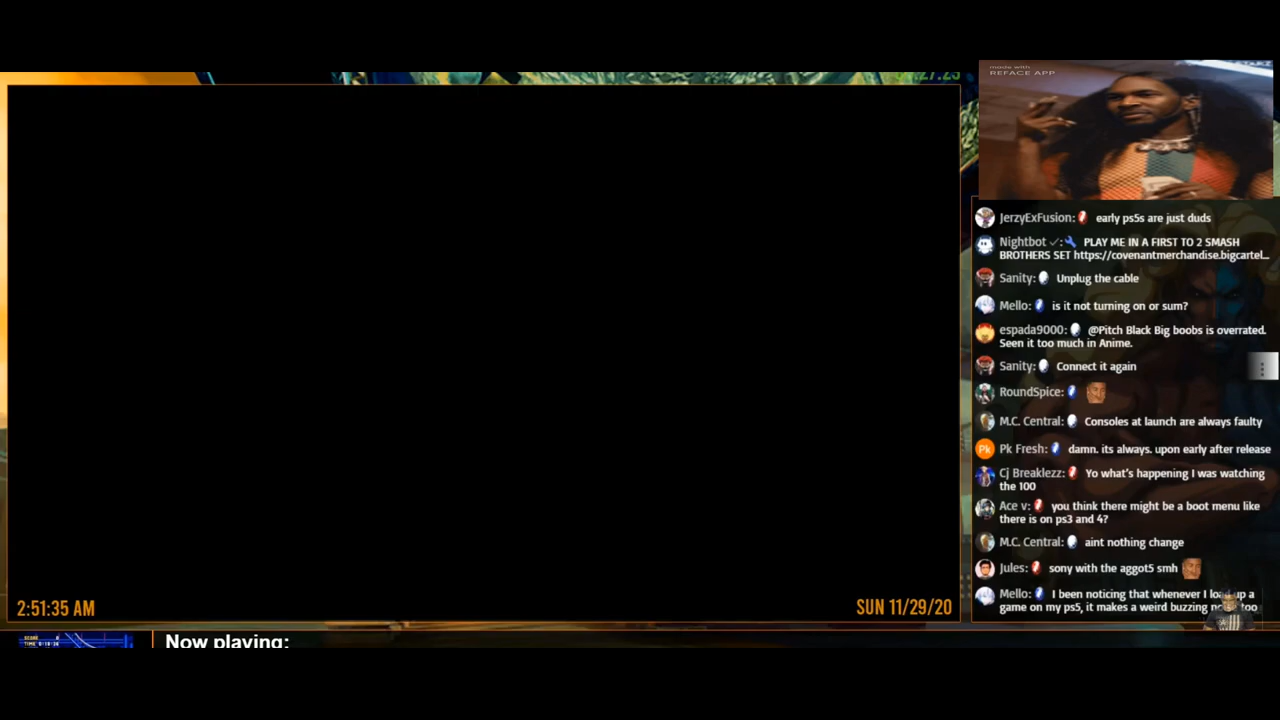 27:23
made with
REFACE APP
JerzyExFusion: early ps5s are just duds
Nightbot ✓: PLAY ME IN A FIRST TO 2 SMASH
BROTHERS SET https://covenantmerchandise.bigcartel...
Sanity: Unplug the cable
Mello: is it not turning on or sum?
espada9000: @Pitch Black Big boobs is overrated.
Seen it too much in Anime.
Sanity: Connect it again
RoundSpice:
M.C. Central: Consoles at launch are always faulty
Pk Pk Fresh: damn. its always. upon early after release
Cj Breaklezz: Yo what's happening I was watching
the 100
Ace v: you think there might be a boot menu like
there is on ps3 and 4?
M.C. Central: aint nothing change
Jules: sony with the aggot5 smh
Mello: I been noticing that whenever I up a
game on my ps5, it makes a weird buzzing too
2:51:35 AM
SUN 11/29/20
SCORE
TIME
Now playing: